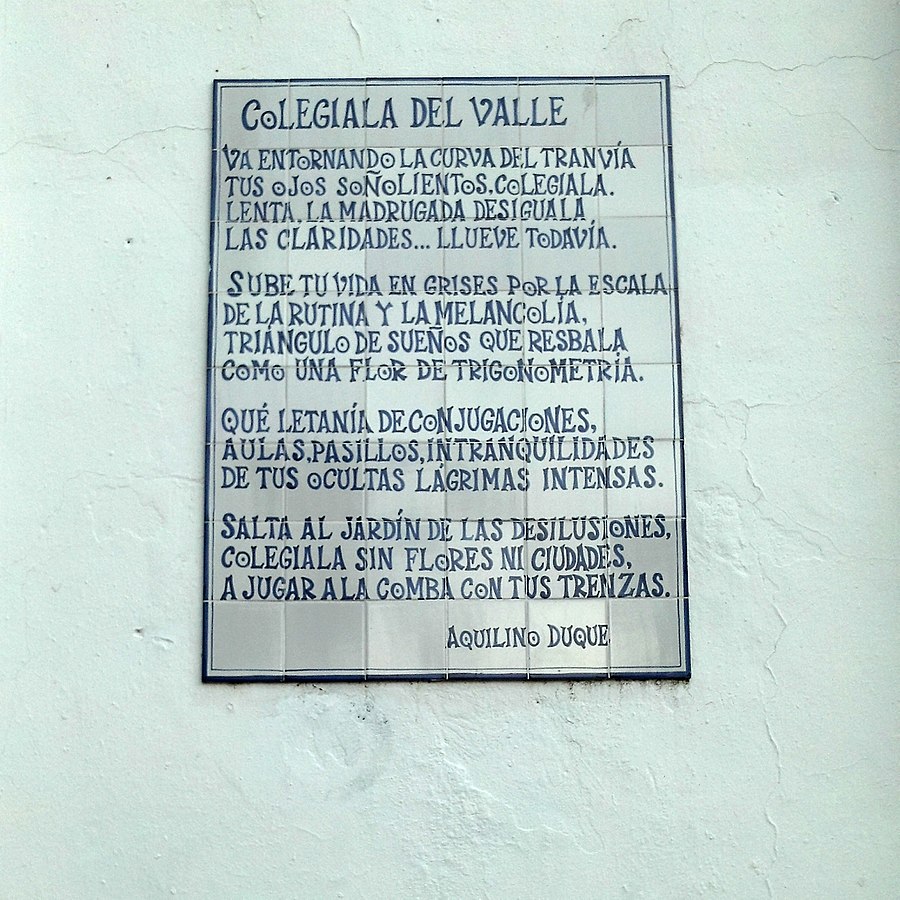 COLEGIALA DEL VALLE
VA ENTORNANDO LA CURVA DEL TRANVÍA
TUS OJOS SOÑOLIENTOS, COLEGIALA.
LENTA, LA MADRUGADA DESIGUALA
LAS CLARIDADES... LLUEVE TODAVÍA.
SUBE TU VIDA EN GRISES POR LA ESCALA
DE LA RUTINA Y LA MELANCOLÍA,
TRIÁNGULO DE SUEÑOS QUE RESBALA
COMO UNA FLOR DE TRIGONOMETRÍA.
QUÉ LETANÍA DE CONJUGACIONES,
AULAS, PASILLOS, INTRANQUILIDADES
DE TUS OCULTAS LÁGRIMAS INTENSAS.
SALTA AL JARDÍN DE LAS DESILUSIONES,
COLEGIALA SIN FLORES NI CIUDADES,
A JUGAR A LA COMBA CON TUS TRENZAS.
AQUILINO DUQUE